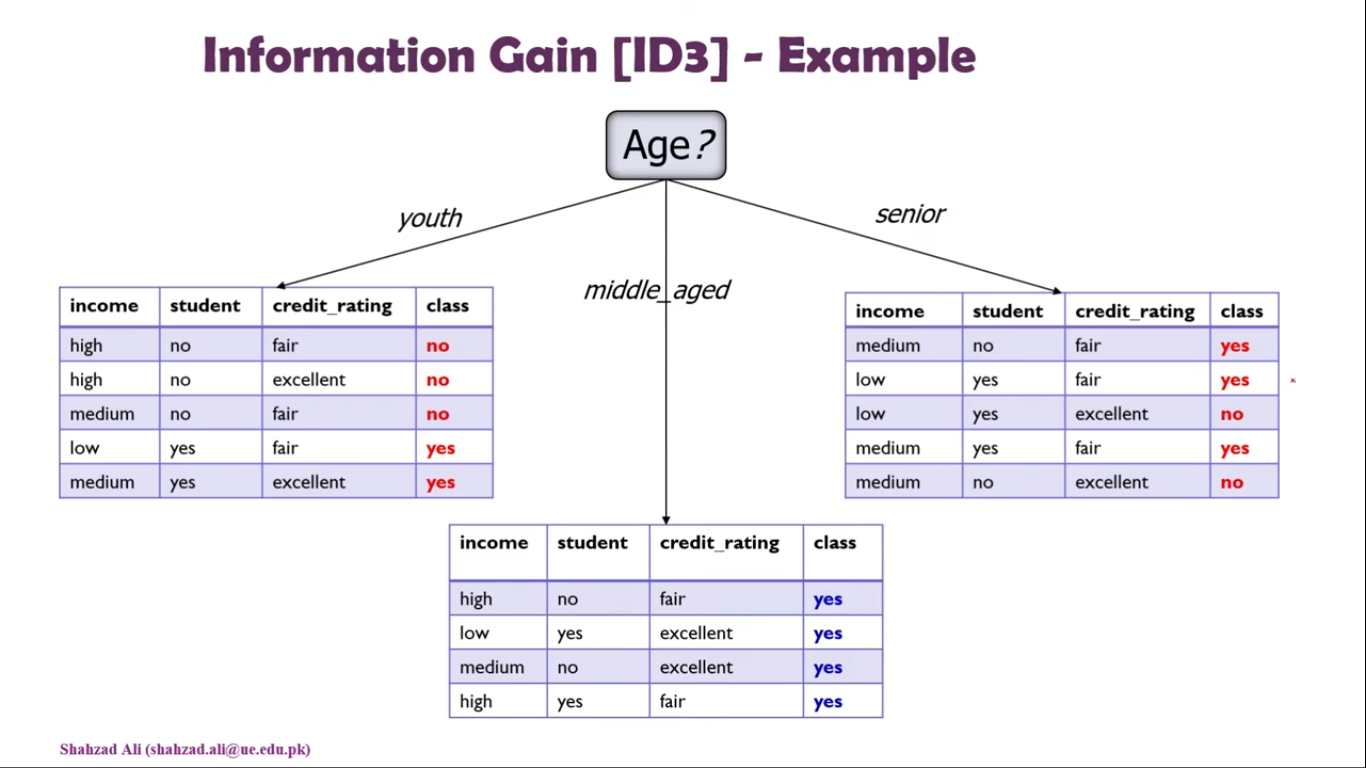 Information Gain [ID3] - Example
Age?
youth
middle_aged
senior
income student credit_rating class
high no fair no
high no excellent no
medium no fair no
low yes fair yes
medium yes excellent yes
income student credit_rating class
high no fair yes
low yes excellent yes
medium no excellent yes
high yes fair yes
income student credit_rating class
medium no fair yes
low yes fair yes
low yes excellent no
medium yes fair yes
medium no excellent no
Shahzad Ali (shahzad.ali@ue.edu.pk)